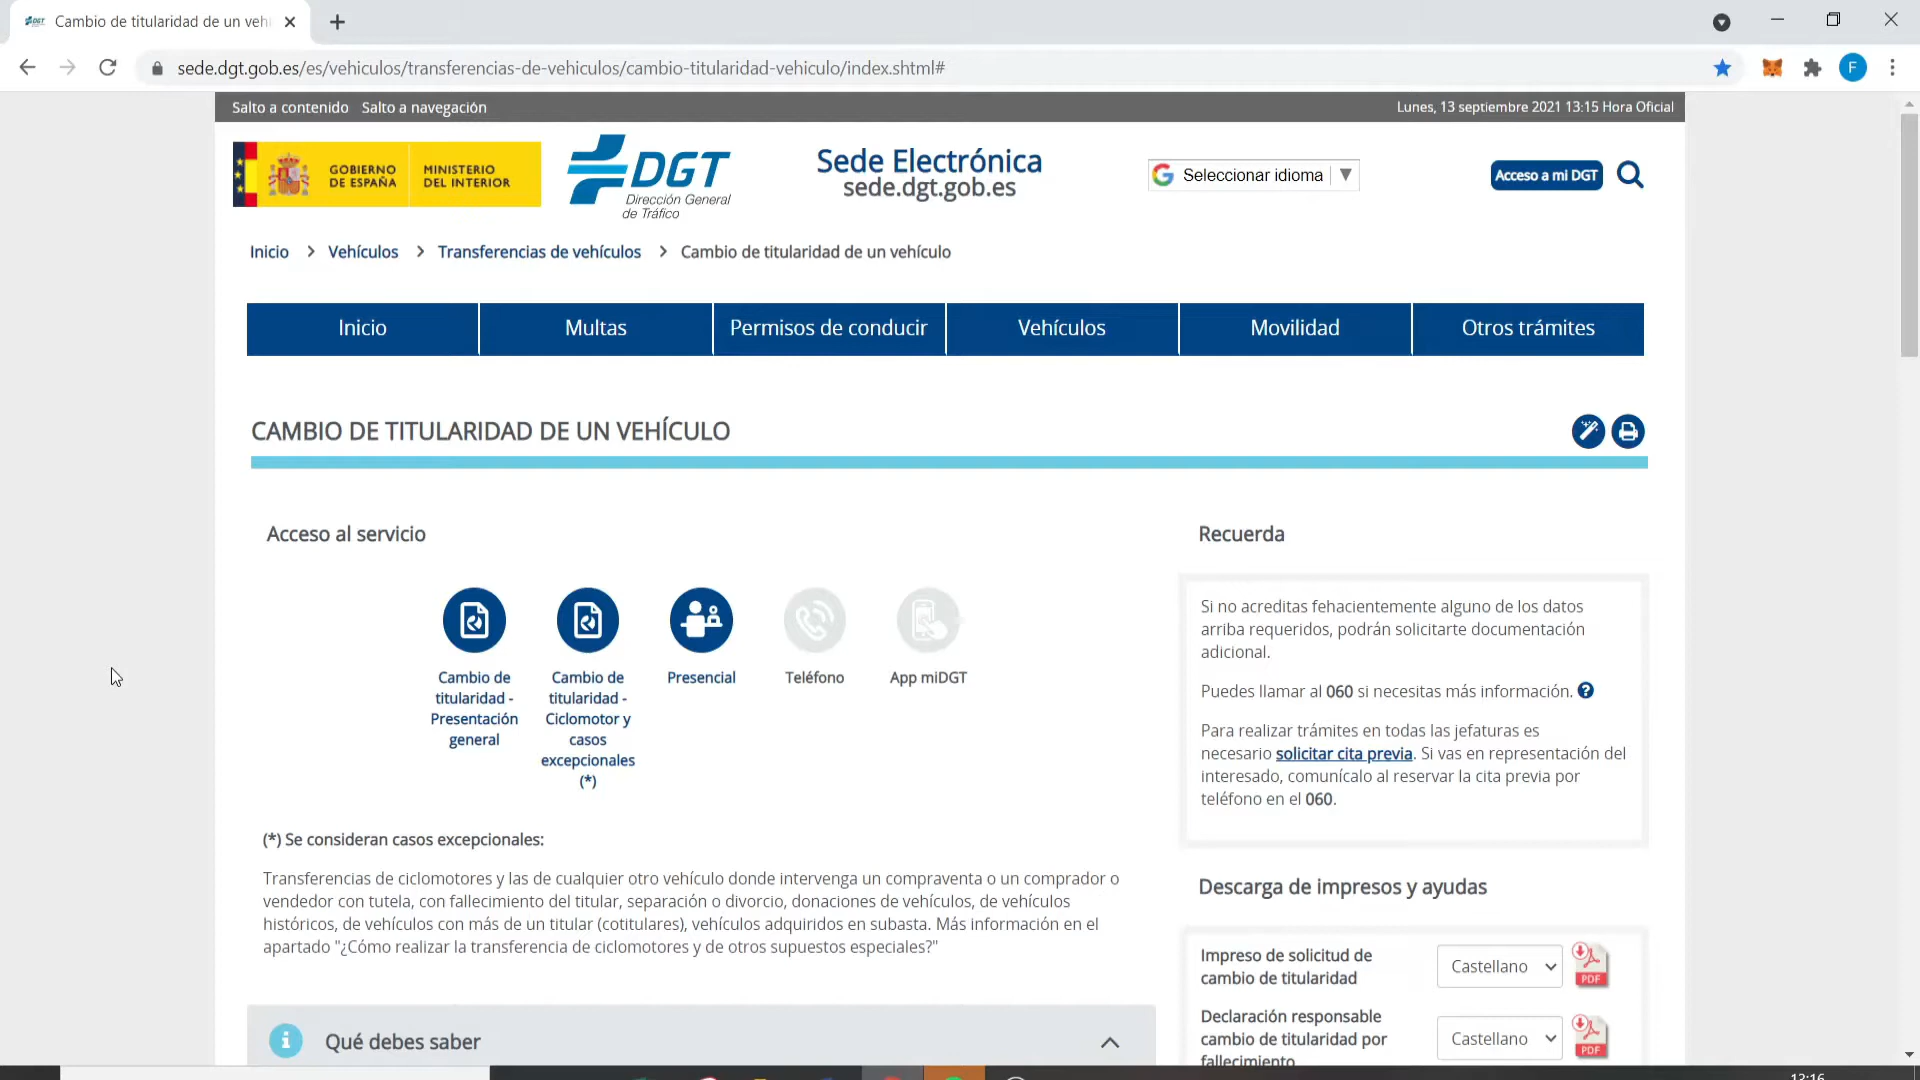 DGT
Cambio de titularidad de un vehí
sede.dgt.gob.es/es/vehiculos/transferencias-de-vehiculos/cambio-titularidad-vehiculo/index.shtml#
F
Salto a contenido
Salto a navegación
Lunes, 13 septiembre 2021 13:15 Hora Oficial
GOBIERNO
DE ESPAÑA
MINISTERIO
DEL INTERIOR
DGT
Dirección General
de Tráfico
Sede Electrónica
sede.dgt.gob.es
Seleccionar idioma
Acceso a mi DGT
Inicio > Vehículos > Transferencias de vehículos > Cambio de titularidad de un vehículo
Inicio
Multas
Permisos de conducir
Vehículos
Movilidad
Otros trámites
CAMBIO DE TITULARIDAD DE UN VEHÍCULO
Acceso al servicio
Cambio de
titularidad -
Presentación
general
Cambio de
titularidad -
Ciclomotor y
casos
excepcionales
(*)
Presencial
Teléfono
App miDGT
(*) Se consideran casos excepcionales:
Transferencias de ciclomotores y las de cualquier otro vehículo donde intervenga un compraventa o un comprador o
vendedor con tutela, con fallecimiento del titular, separación o divorcio, donaciones de vehículos, de vehículos
históricos, de vehículos con más de un titular (cotitulares), vehículos adquiridos en subasta. Más información en el
apartado "¿Cómo realizar la transferencia de ciclomotores y de otros supuestos especiales?"
Qué debes saber
Recuerda
Si no acreditas fehacientemente alguno de los datos
arriba requeridos, podrán solicitarte documentación
adicional.
Puedes llamar al 060 si necesitas más información.
Para realizar trámites en todas las jefaturas es
necesario solicitar cita previa. Si vas en representación del
interesado, comunícalo al reservar la cita previa por
teléfono en el 060.
Descarga de impresos y ayudas
Impreso de solicitud de
cambio de titularidad
Castellano
PDF
Declaración responsable
cambio de titularidad por
fallecimiento
Castellano
PDF
13:16